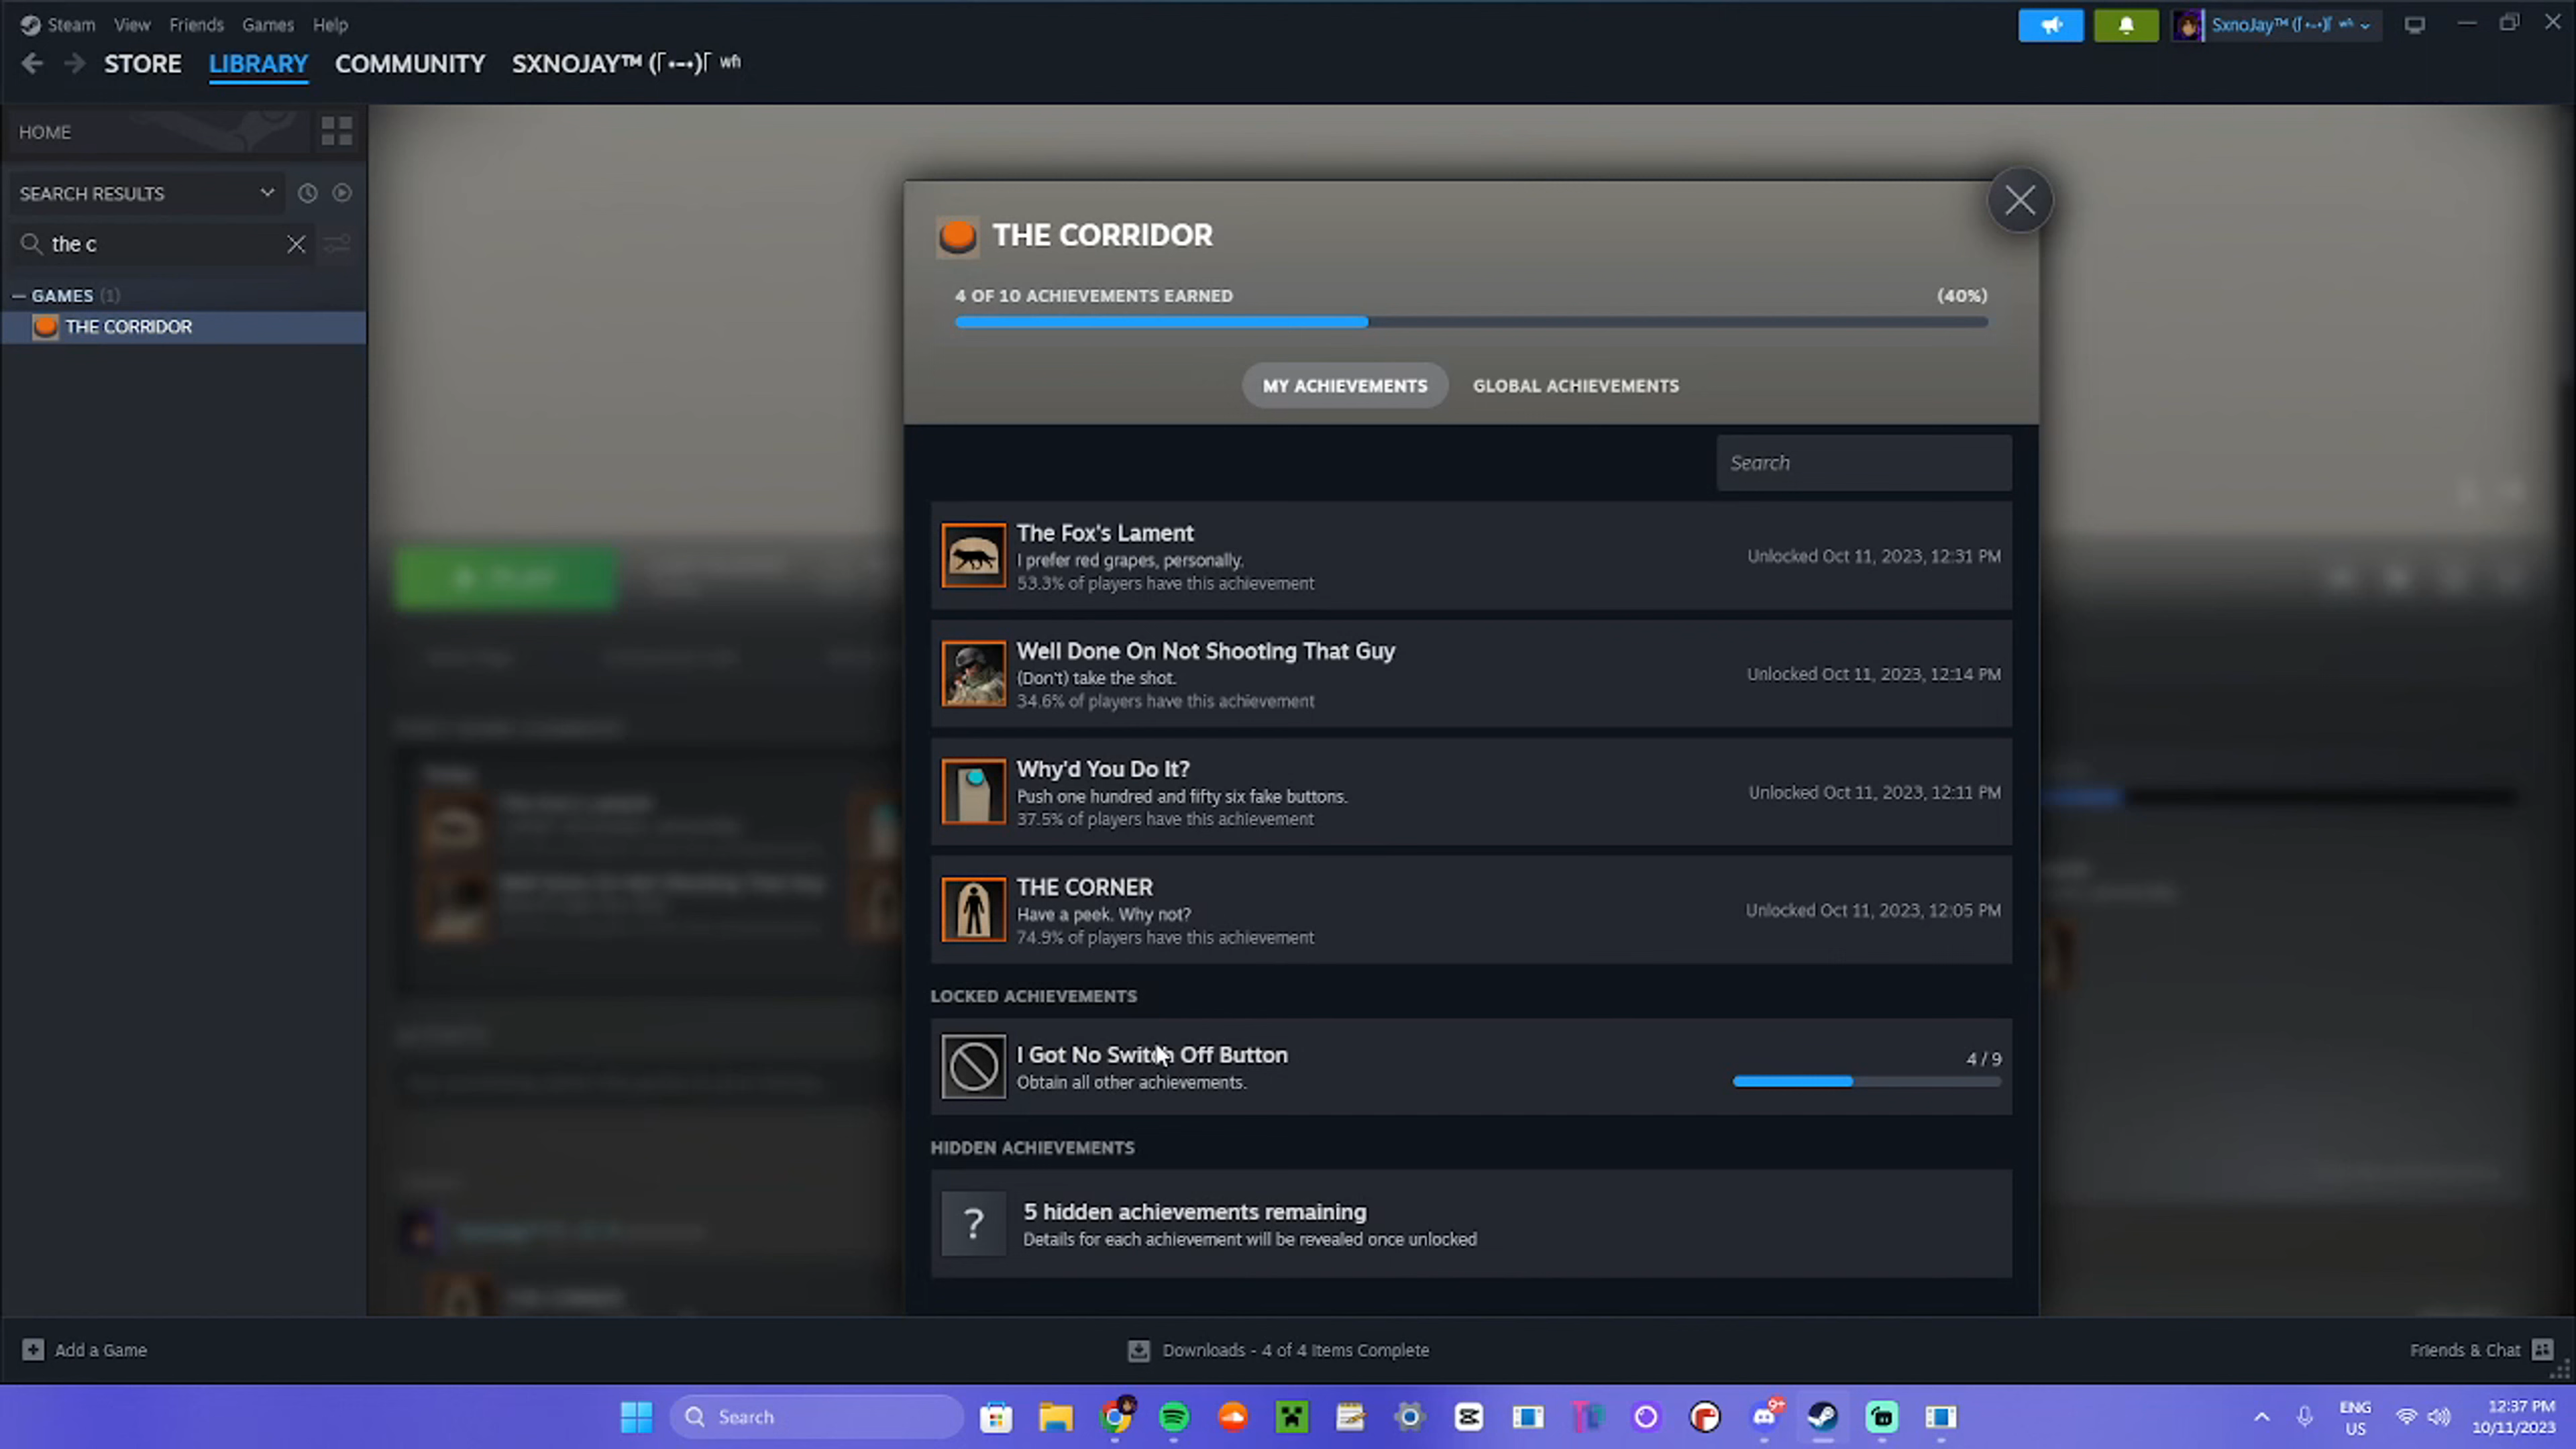 Steam View Friends Games Help
SxnoJay™
STORE LIBRARY COMMUNITY SXNOJAY™ (｢•-•)｢ ʷʱʸ
HOME
SEARCH RESULTS
the c
— GAMES (1)
THE CORRIDOR
THE CORRIDOR
4 OF 10 ACHIEVEMENTS EARNED (40%)
MY ACHIEVEMENTS GLOBAL ACHIEVEMENTS
Search
The Fox's Lament
I prefer red grapes, personally.
53.3% of players have this achievement
Unlocked Oct 11, 2023, 12:31 PM
Well Done On Not Shooting That Guy
(Don't) take the shot.
34.6% of players have this achievement
Unlocked Oct 11, 2023, 12:14 PM
Why'd You Do It?
Push one hundred and fifty six fake buttons.
37.5% of players have this achievement
Unlocked Oct 11, 2023, 12:11 PM
THE CORNER
Have a peek. Why not?
74.9% of players have this achievement
Unlocked Oct 11, 2023, 12:05 PM
LOCKED ACHIEVEMENTS
I Got No Switch Off Button
Obtain all other achievements.
4 / 9
HIDDEN ACHIEVEMENTS
?
5 hidden achievements remaining
Details for each achievement will be revealed once unlocked
Add a Game
Downloads - 4 of 4 Items Complete
Friends & Chat
Search
9+
ENG
US
12:37 PM
10/11/2023